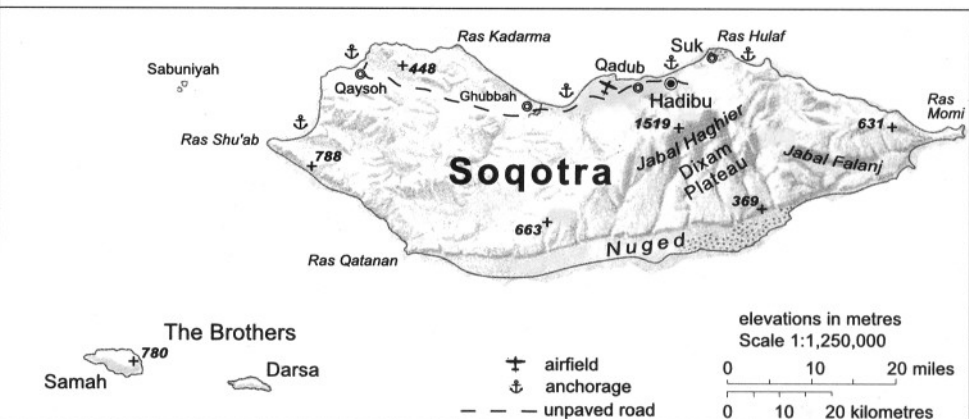 Ras Kadarma
Ras Hulaf
Suk
Sabuniyah
448
Qadub
Qaysoh
Ghubbah
Hadibu
Ras
Momi
Ras Shu'ab
1519
631
Jabal Haghier
788
Soqotra
Dixam
Plateau
Jabal Falanj
369
663
Nuged
Ras Qatanan
elevations in metres
Scale 1:1,250,000
The Brothers
780
Samah
Darsa
airfield
anchorage
unpaved road
0 10 20 miles
0 10 20 kilometres